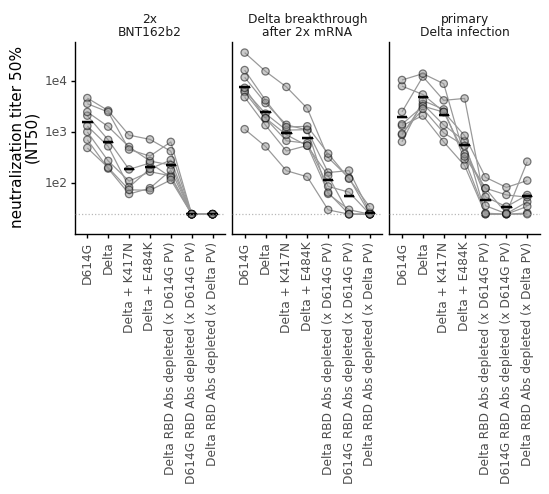 2x
BNT162b2
Delta breakthrough
after 2x mRNA
primary
Delta infection
neutralization titer 50%
(NT50)
1e4
1e3
1e2
D614G
Delta
Delta + K417N
Delta + E484K
Delta RBD Abs depleted (x D614G PV)
D614G RBD Abs depleted (x D614G PV)
Delta RBD Abs depleted (x Delta PV)
D614G
Delta
Delta + K417N
Delta + E484K
Delta RBD Abs depleted (x D614G PV)
D614G RBD Abs depleted (x D614G PV)
Delta RBD Abs depleted (x Delta PV)
D614G
Delta
Delta + K417N
Delta + E484K
Delta RBD Abs depleted (x D614G PV)
D614G RBD Abs depleted (x D614G PV)
Delta RBD Abs depleted (x Delta PV)